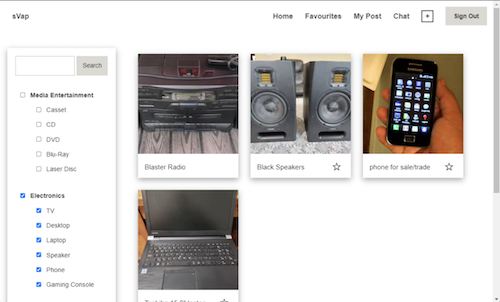 sVap
Home Favourites My Post Chat + Sign Out
Search
Media Entertainment
Casset
CD
DVD
Blu-Ray
Laser Disc
Electronics
TV
Desktop
Laptop
Speaker
Phone
Gaming Console
Blaster Radio
Black Speakers
phone for sale/trade